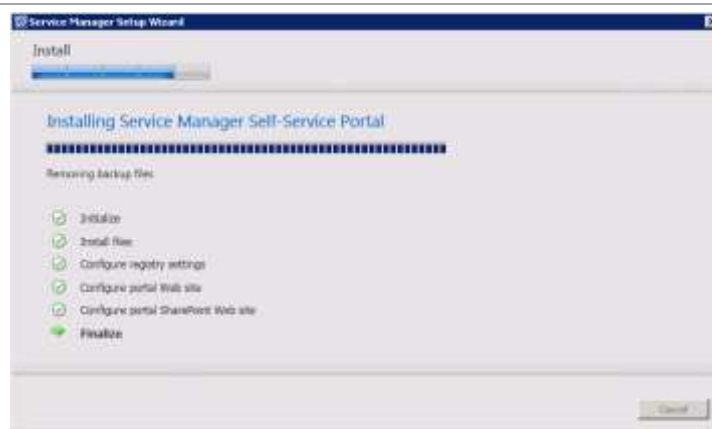 Service Manager Setup Wizard
Install
Installing Service Manager Self-Service Portal
Removing backup files
Initialize
Install files
Configure registry settings
Configure portal Web site
Configure portal SharePoint Web site
Finalize
Cancel